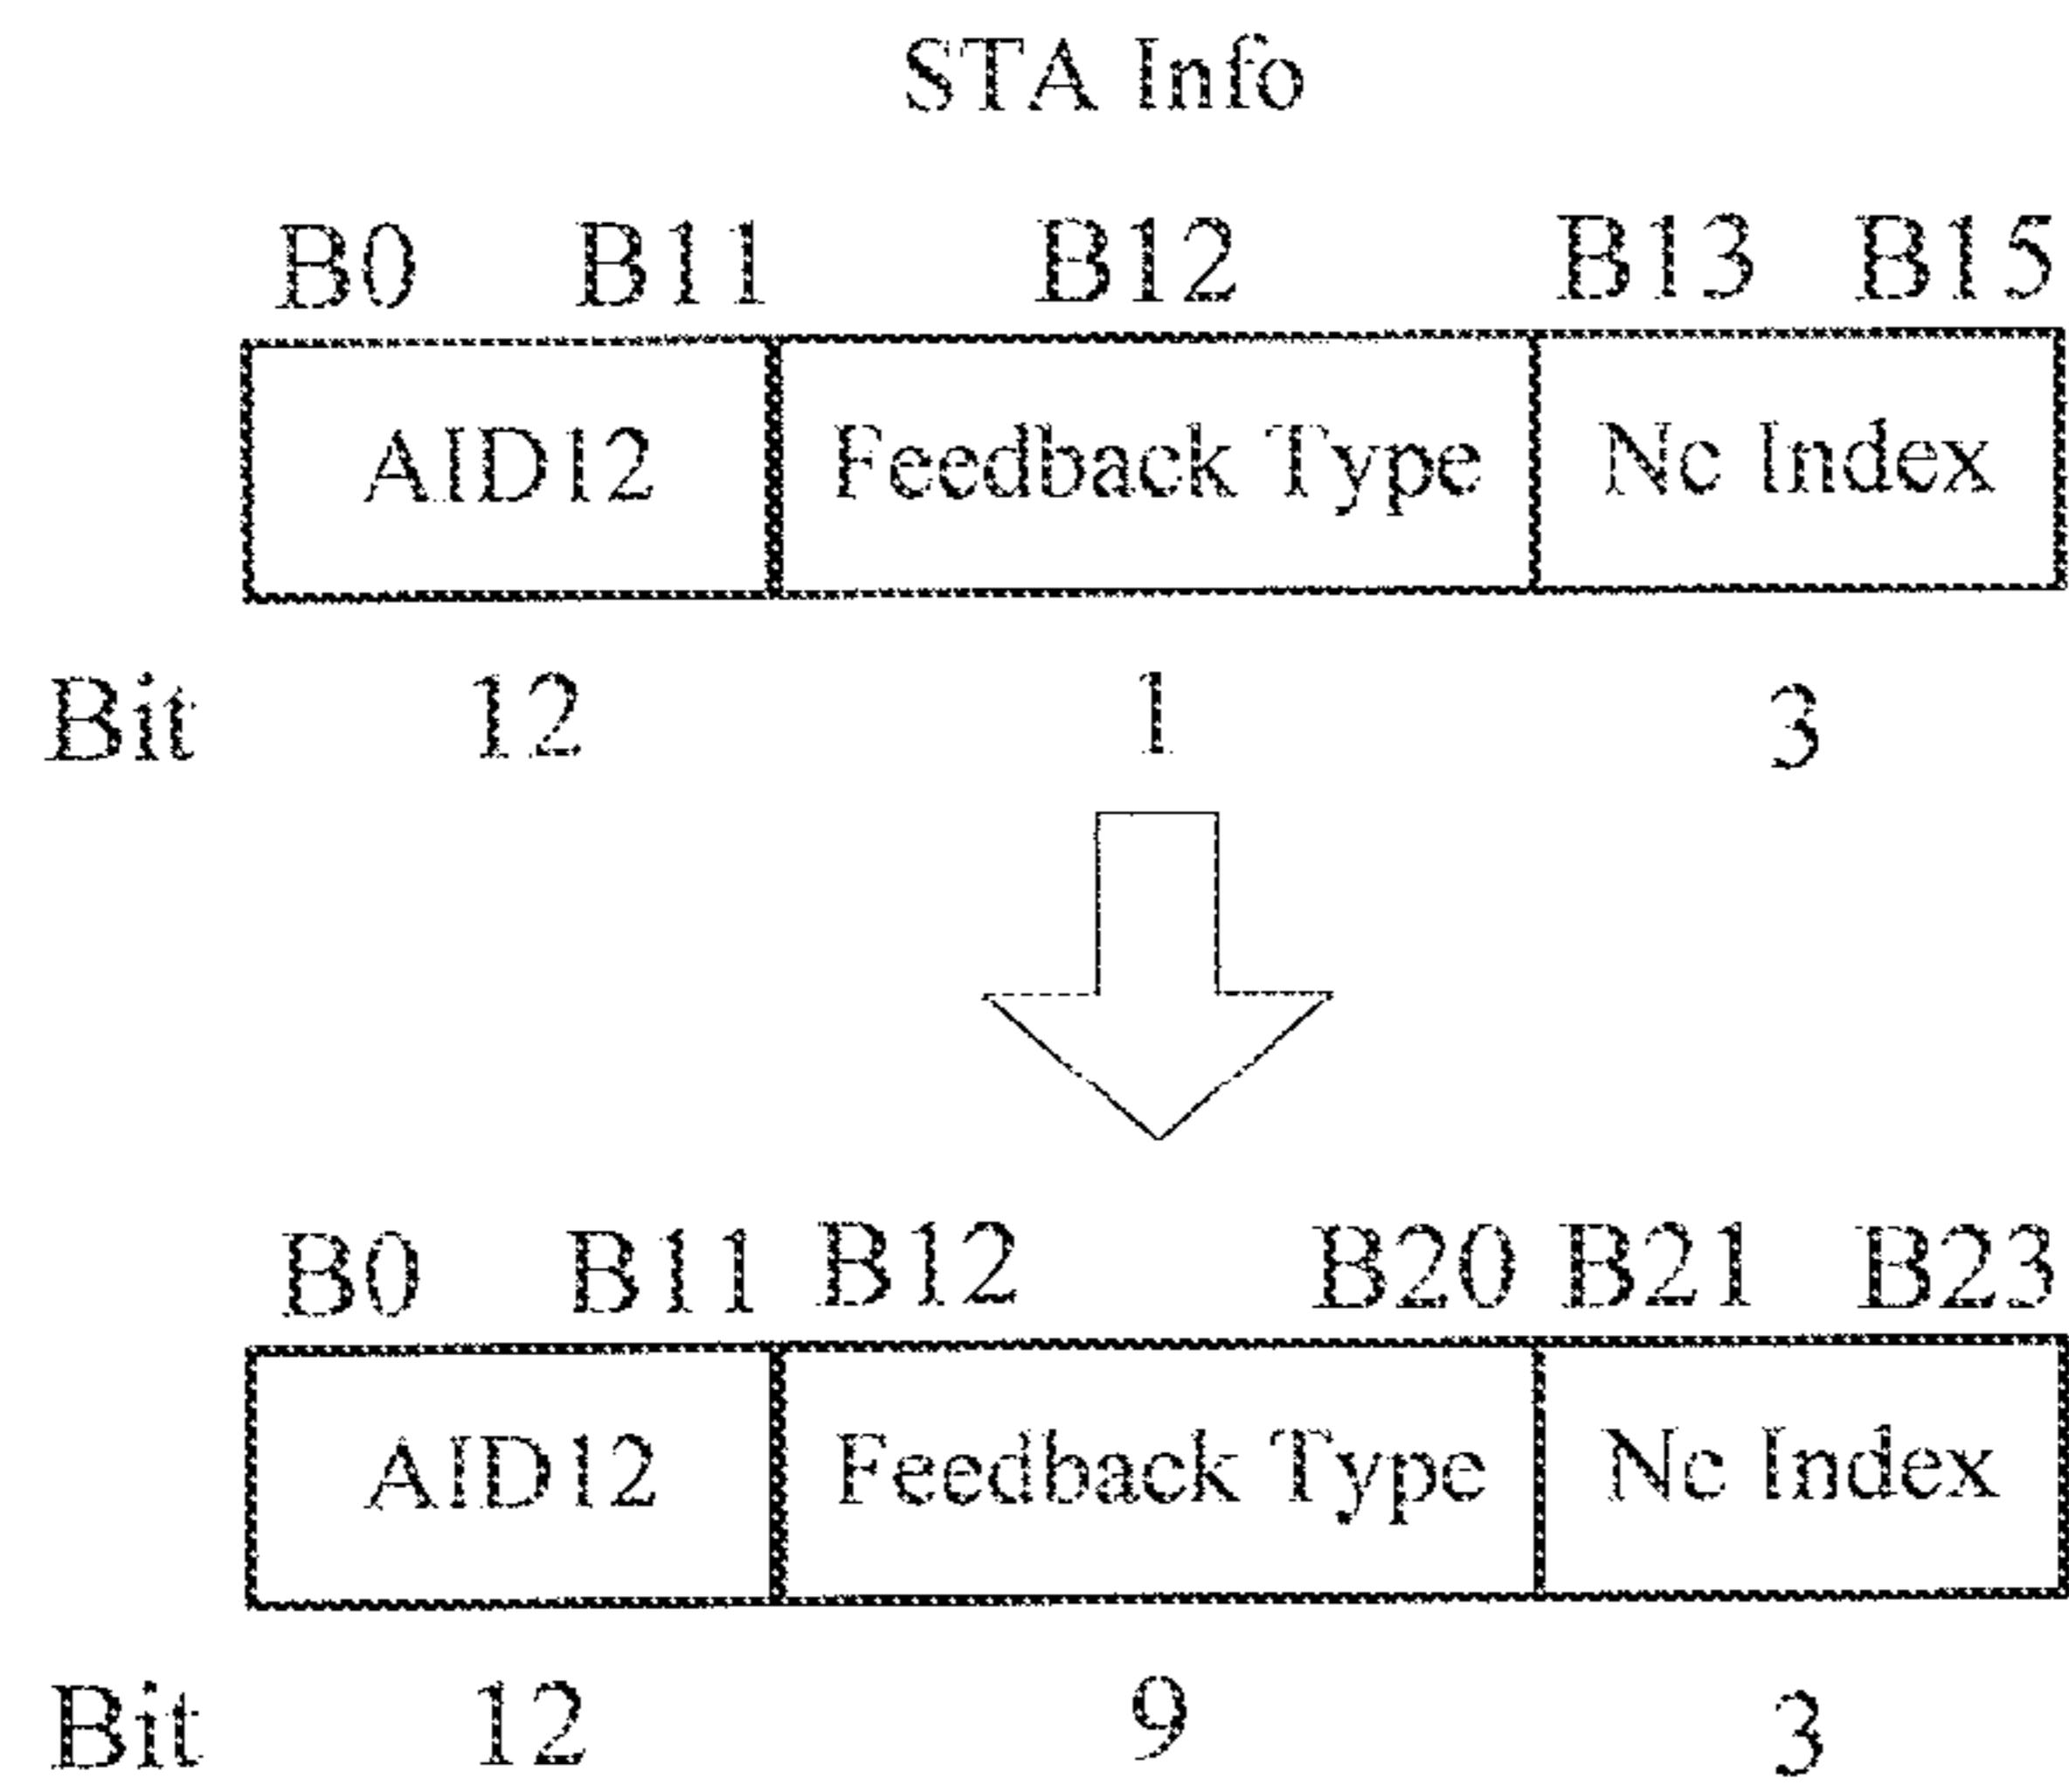 STA Info
B0 B11 B12 B13 B15
AID12 Feedback Type Nc Index
Bit 12 1 3
B0 B11 B12 B20 B21 B23
AID12 Feedback Type Nc Index
Bit 12 9 3